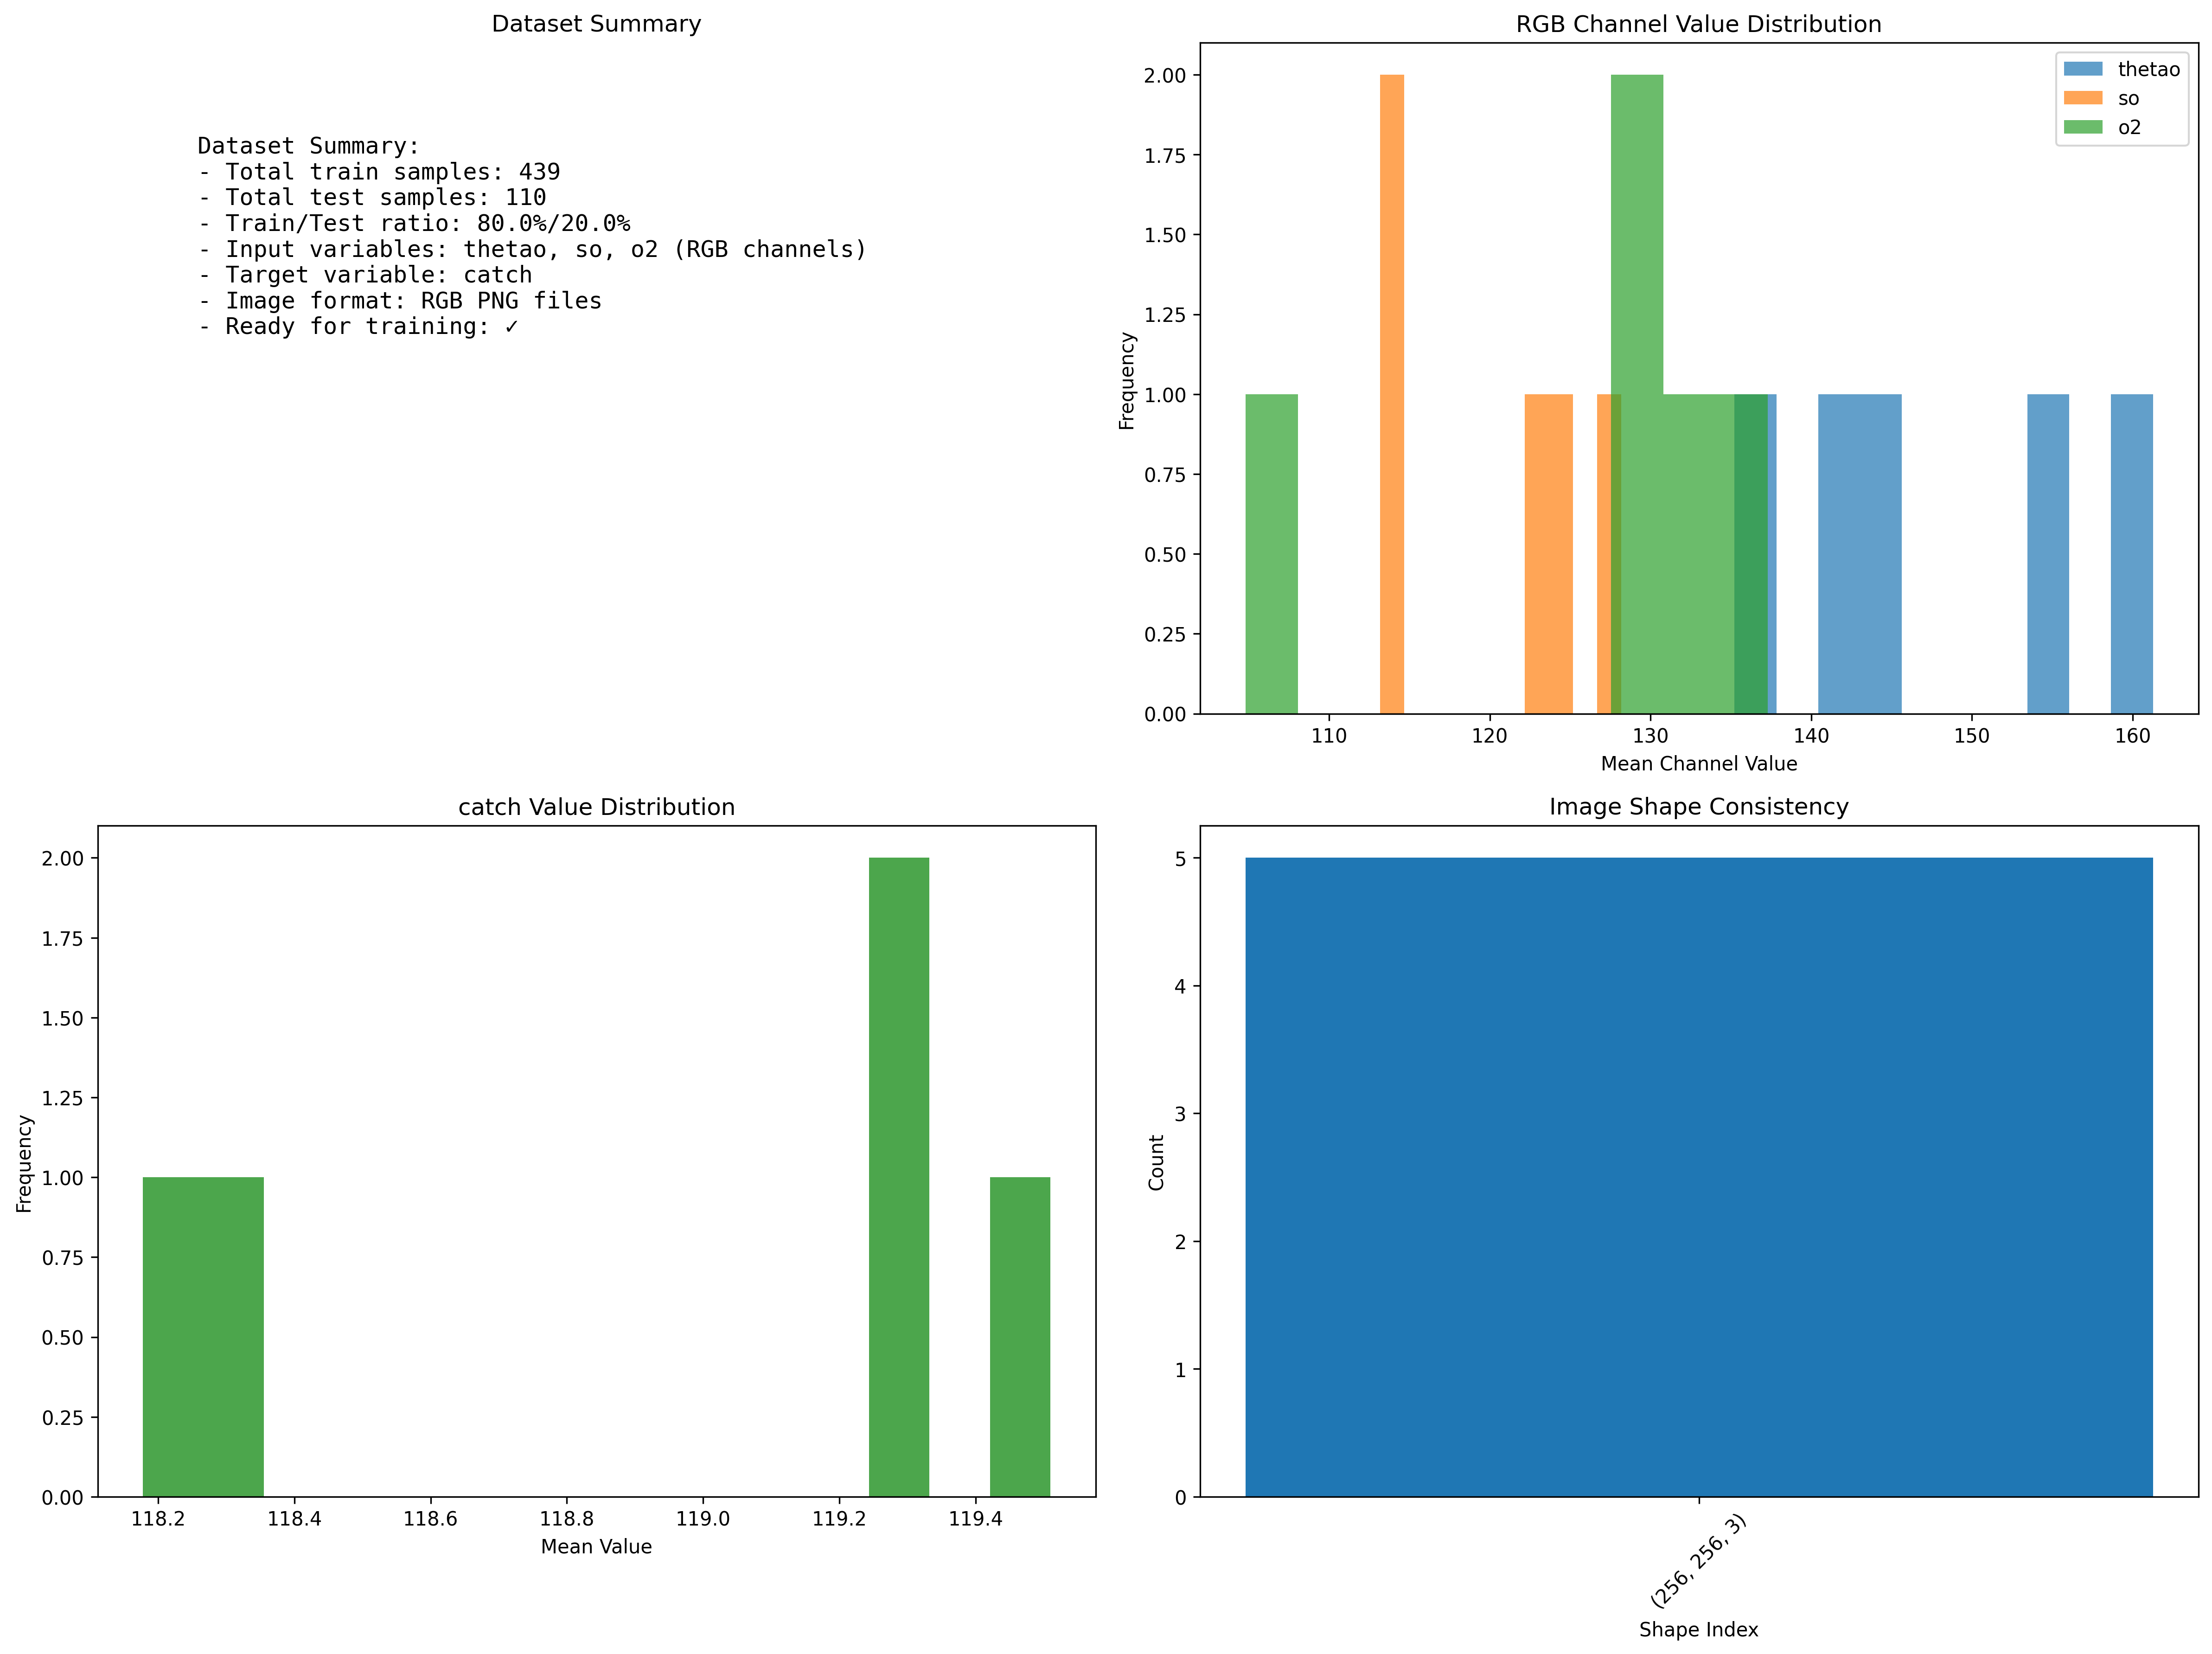 Dataset Summary
Dataset Summary:
- Total train samples: 439
- Total test samples: 110
- Train/Test ratio: 80.0%/20.0%
- Input variables: thetao, so, o2 (RGB channels)
- Target variable: catch
- Image format: RGB PNG files
- Ready for training: ✓
RGB Channel Value Distribution
thetao
so
o2
2.00
1.75
1.50
1.25
1.00
0.75
0.50
0.25
0.00
Frequency
110 120 130 140 150 160
Mean Channel Value
catch Value Distribution
2.00
1.75
1.50
1.25
1.00
0.75
0.50
0.25
0.00
Frequency
118.2 118.4 118.6 118.8 119.0 119.2 119.4
Mean Value
Image Shape Consistency
5
4
3
2
1
0
Count
(256, 256, 3)
Shape Index